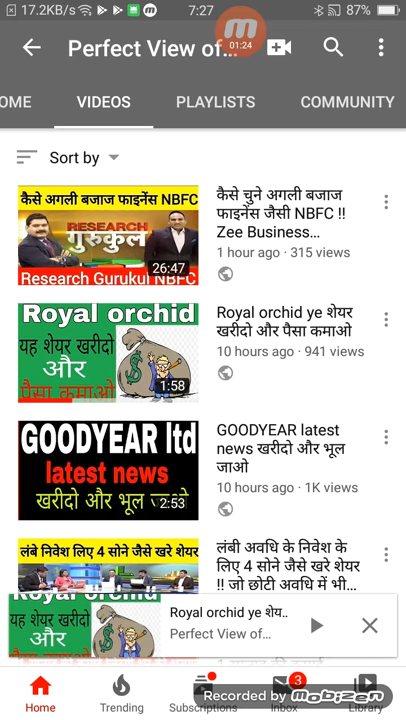 17.2KB/s
7:27
87%
Perfect View of...
01:24
OME
VIDEOS
PLAYLISTS
COMMUNITY
Sort by
कैसे अगली बजाज फाइनेंस NBFC
RESEARCH
गुरुकुल
Research Gurukul NBFC
26:47
कैसे चुने अगली बजाज
फाइनेंस जैसी NBFC !!
Zee Business...
1 hour ago · 315 views
Royal orchid
यह शेयर खरीदो
और
पैसा कमाओ
1:58
Royal orchid ye शेयर
खरीदो और पैसा कमाओ
10 hours ago · 941 views
GOODYEAR ltd
latest news
खरीदो और भूल जाओ
2:53
GOODYEAR latest
news खरीदो और भूल
जाओ
10 hours ago · 1K views
लंबे निवेश लिए 4 सोने जैसे खरे शेयर
लंबी अवधि के निवेश के
लिए 4 सोने जैसे खरे शेयर
!! जो छोटी अवधि में भी...
Royal orchid
यह शेयर खरीदो
और
Royal orchid ye शे..
Perfect View of...
Home
Trending
Subscriptions
3
Inbox
Library
Recorded by mobizen